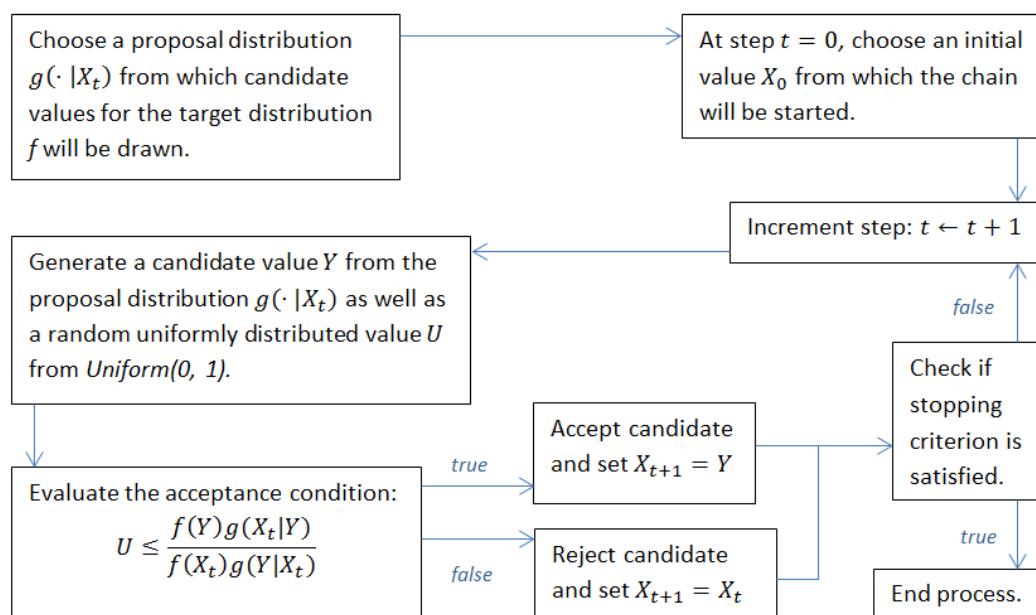 Choose a proposal distribution
g(· |X_t) from which candidate
values for the target distribution
f will be drawn.
At step t = 0, choose an initial
value X_0 from which the chain
will be started.
Increment step: t ← t + 1
Generate a candidate value Y from the
proposal distribution g(· |X_t) as well as
a random uniformly distributed value U
from Uniform(0, 1).
Evaluate the acceptance condition:
U ≤ f(Y)g(X_t|Y) / f(X_t)g(Y|X_t)
true
Accept candidate
and set X_{t+1} = Y
false
Reject candidate
and set X_{t+1} = X_t
Check if
stopping
criterion is
satisfied.
false
true
End process.